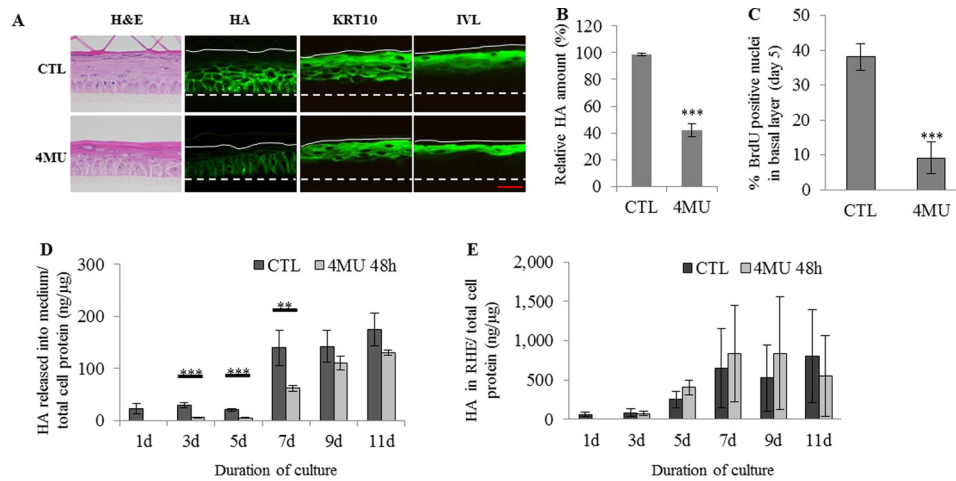 A
H&E
HA
KRT10
IVL
CTL
4MU
B
Relative HA amount (%)
120
100
80
60
40
20
0
***
CTL
4MU
C
% BrdU positive nuclei
in basal layer (day 5)
50
40
30
20
10
0
***
CTL
4MU
D
HA released into medium/
total cell protein (ng/µg)
300
200
100
0
CTL
4MU 48h
***
***
**
1d
3d
5d
7d
9d
11d
Duration of culture
E
HA in RHE/ total cell
protein (ng/µg)
2,000
1,500
1,000
500
0
CTL
4MU 48h
1d
3d
5d
7d
9d
11d
Duration of culture